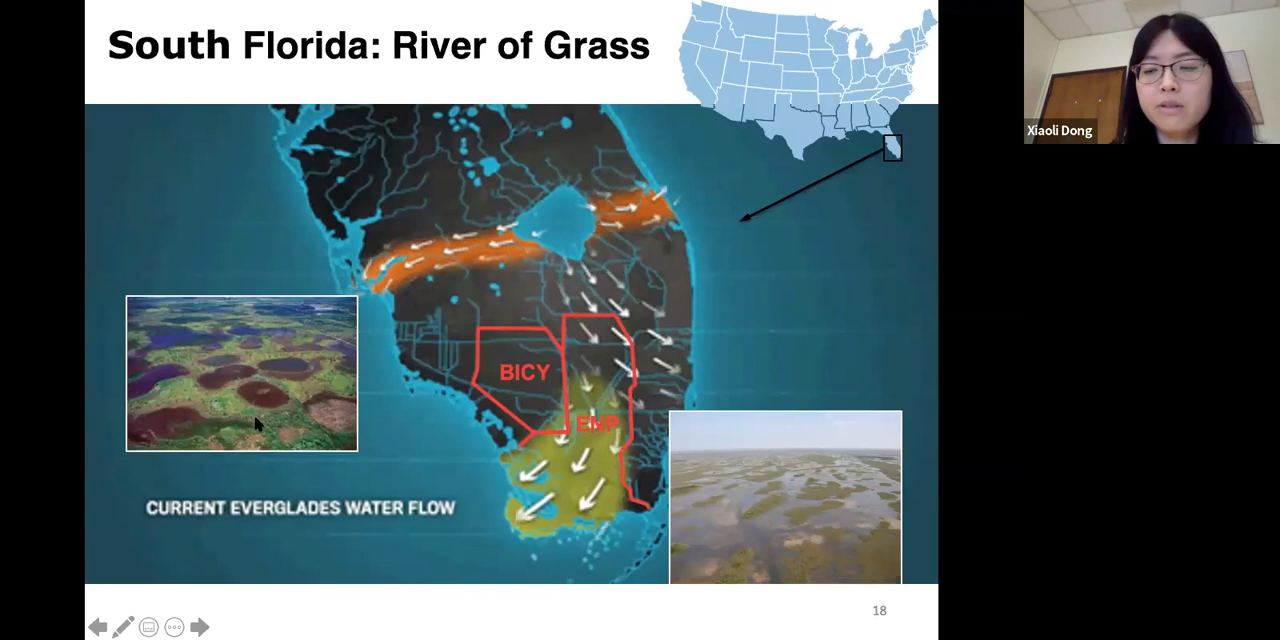 South Florida: River of Grass
Xiaoli Dong
BICY
ENP
CURRENT EVERGLADES WATER FLOW
18